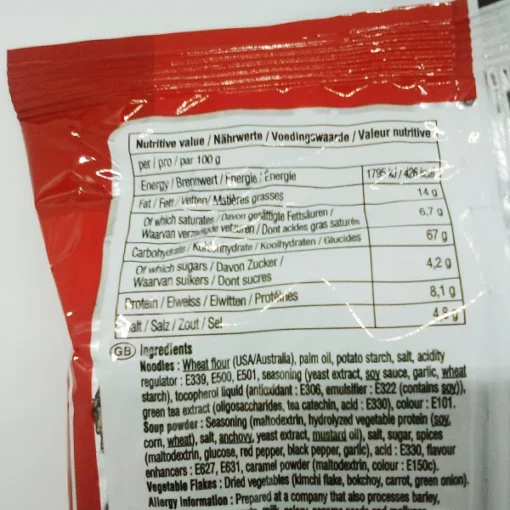 Nutritive value / Nährwerte / Voedingswaarde / Valeur nutritive
per / pro / par 100 g
Energy / Brennwert / Energie / Énergie 1795 kJ / 426 kcal
Fat / Fett / Vetten / Matières grasses 14 g
Of which saturates / Davon gesättigte Fettsäuren / 6,7 g
Waarvan verzadigde vetzuren / Dont acides gras saturés
Carbohydrate / Kohlenhydrate / Koolhydraten / Glucides 67 g
Of which sugars / Davon Zucker / 4,2 g
Waarvan suikers / Dont sucres
Protein / Eiweiss / Eiwitten / Protéines 8,1 g
Salt / Salz / Zout / Sel 4,8 g
GB Ingredients
Noodles : Wheat flour (USA/Australia), palm oil, potato starch, salt, acidity
regulator : E339, E500, E501, seasoning (yeast extract, soy sauce, garlic, wheat
starch), tocopherol liquid (antioxidant : E306, emulsifier : E322 (contains soy)),
green tea extract (oligosaccharides, tea catechin, acid : E330), colour : E101.
Soup powder : Seasoning (maltodextrin, hydrolyzed vegetable protein (soy,
corn, wheat), salt, anchovy, yeast extract, mustard oil), salt, sugar, spices
(maltodextrin, glucose, red pepper, black pepper, garlic), acid : E330, flavour
enhancers : E627, E631, caramel powder (maltodextrin, colour : E150c).
Vegetable Flakes : Dried vegetables (kimchi flake, bokchoy, carrot, green onion).
Allergy Information : Prepared at a company that also processes barley,